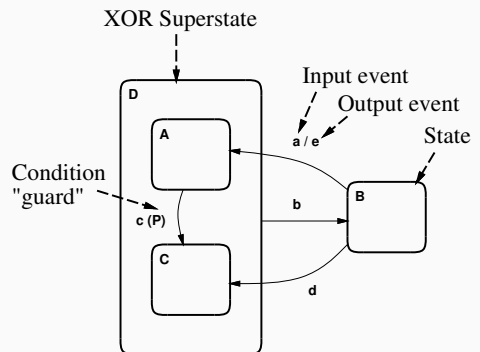 XOR Superstate
D
Input event
Output event
a / e
State
A
Condition
"guard"
c (P)
b
B
C
d